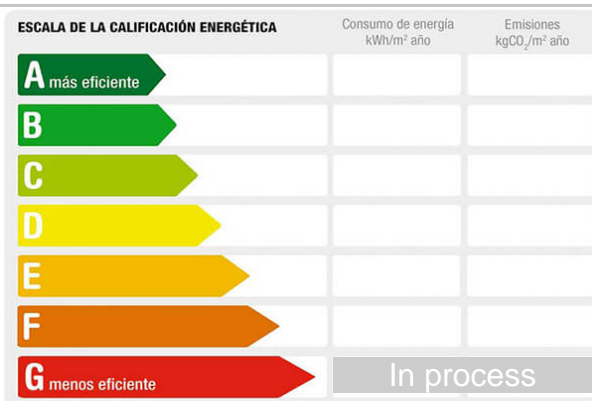 ESCALA DE LA CALIFICACIÓN ENERGÉTICA
Consumo de energía
kWh/m² año
Emisiones
kgCO₂/m² año
A más eficiente
B
C
D
E
F
G menos eficiente
In process